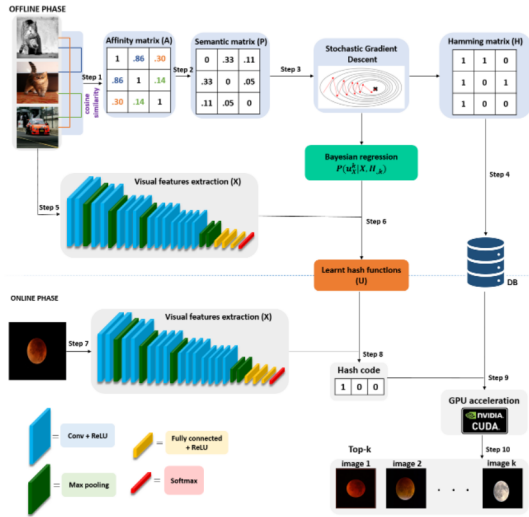 OFFLINE PHASE
Affinity matrix (A)
1 .86 .30
.86 1 .14
.30 .14 1
Step 1
cosine
similarity
Step 2
Semantic matrix (P)
0 .33 .11
.33 0 .05
.11 .05 0
Step 3
Stochastic Gradient
Descent
Hamming matrix (H)
1 1 0
1 0 1
0 0 0
Bayesian regression
Step 4
Step 5
Visual features extraction (X)
Step 6
Learnt hash functions
(U)
DB
ONLINE PHASE
Visual features extraction (X)
Step 7
Step 8
Hash code
1 0 0
Step 9
GPU acceleration
NVIDIA
CUDA.
Step 10
Top-k
image 1 image 2 image k
. . .
= Conv + ReLU
= Fully connected
+ ReLU
= Max pooling
= Softmax